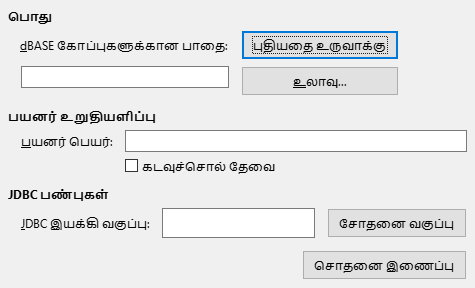 பொது
dBASE கோப்புகளுக்கான பாதை:
புதியதை உருவாக்கு
உலாவு...
பயனர் உறுதியளிப்பு
பயனர் பெயர்:
கடவுச்சொல் தேவை
JDBC பண்புகள்
JDBC இயக்கி வகுப்பு:
சோதனை வகுப்பு
சோதனை இணைப்பு